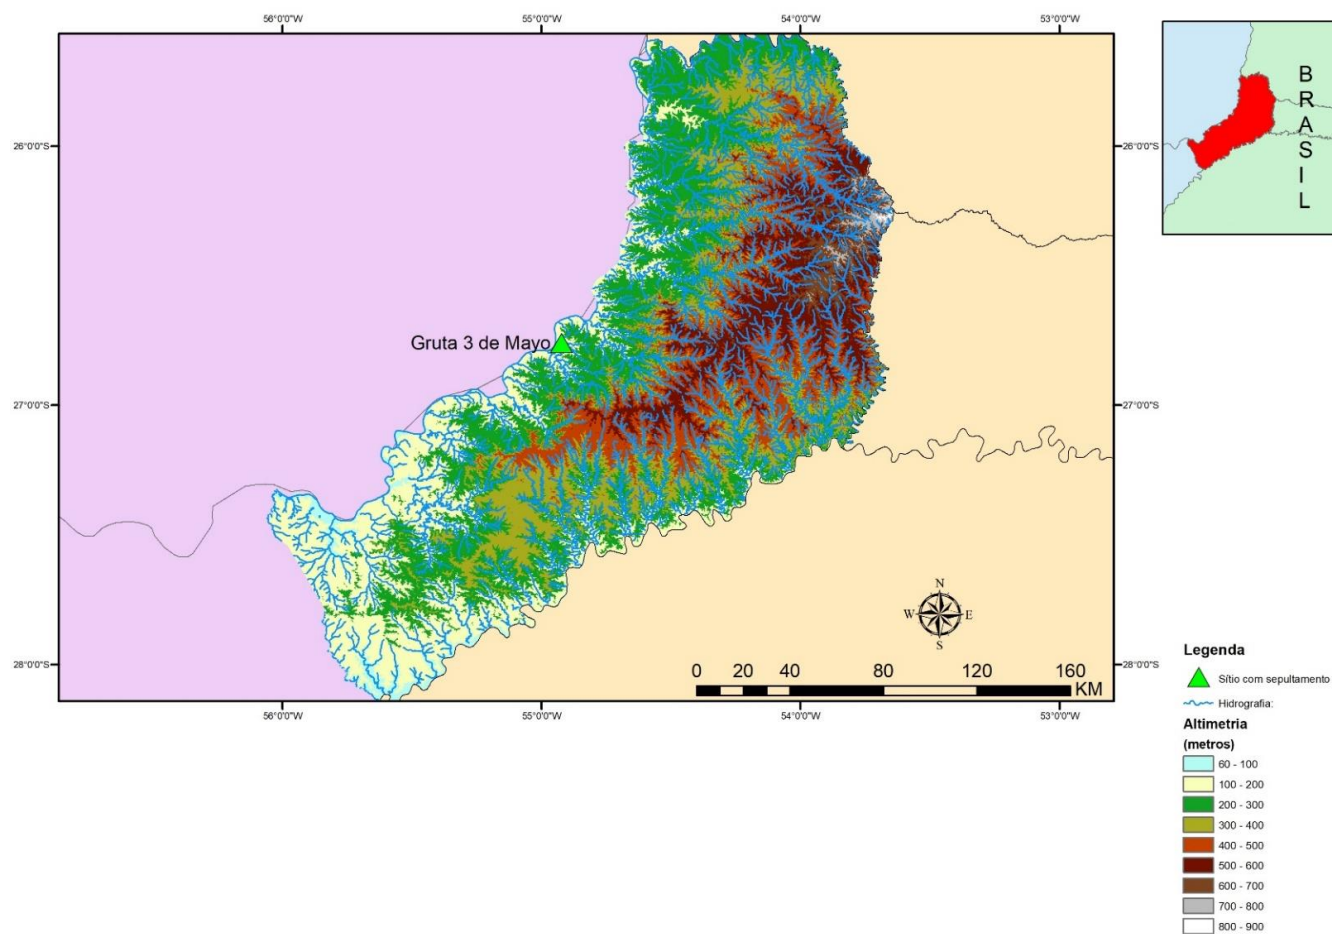 56°0'0"W 55°0'0"W 54°0'0"W 53°0'0"W
B
R
A
S
I
L
26°0'0"S 26°0'0"S
Gruta 3 de Mayo
27°0'0"S 27°0'0"S
N
W E
S
28°0'0"S 28°0'0"S
0 20 40 80 120 160
KM
56°0'0"W 55°0'0"W 54°0'0"W 53°0'0"W
Legenda
Sítio com sepultamento
Hidrografia:
Altimetria
(metros)
60 - 100
100 - 200
200 - 300
300 - 400
400 - 500
500 - 600
600 - 700
700 - 800
800 - 900